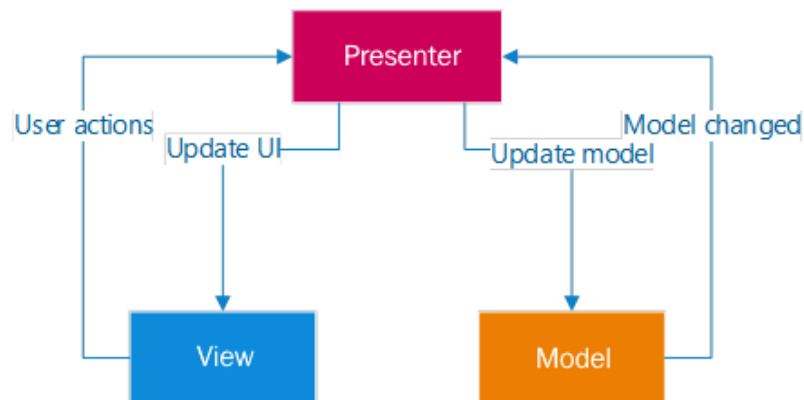 Presenter
User actions
Model changed
Update UI
Update model
View
Model